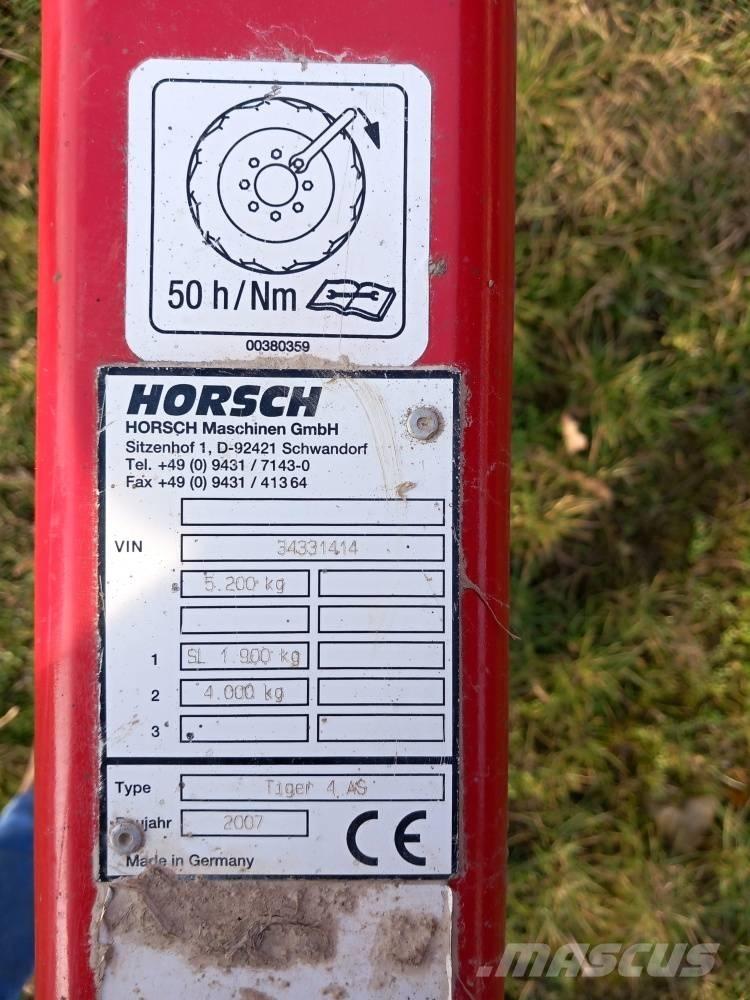 50 h/Nm
00380359
HORSCH
HORSCH Maschinen GmbH
Sitzenhof 1, D-92421 Schwandorf
Tel. +49 (0) 9431 / 7143-0
Fax +49 (0) 9431 / 413 64
VIN 34331414
5.200 kg
1 SL 1.900 kg
2 4.000 kg
3
Type Tiger 4 AS
Baujahr 2007
Made in Germany CE
MASCUS